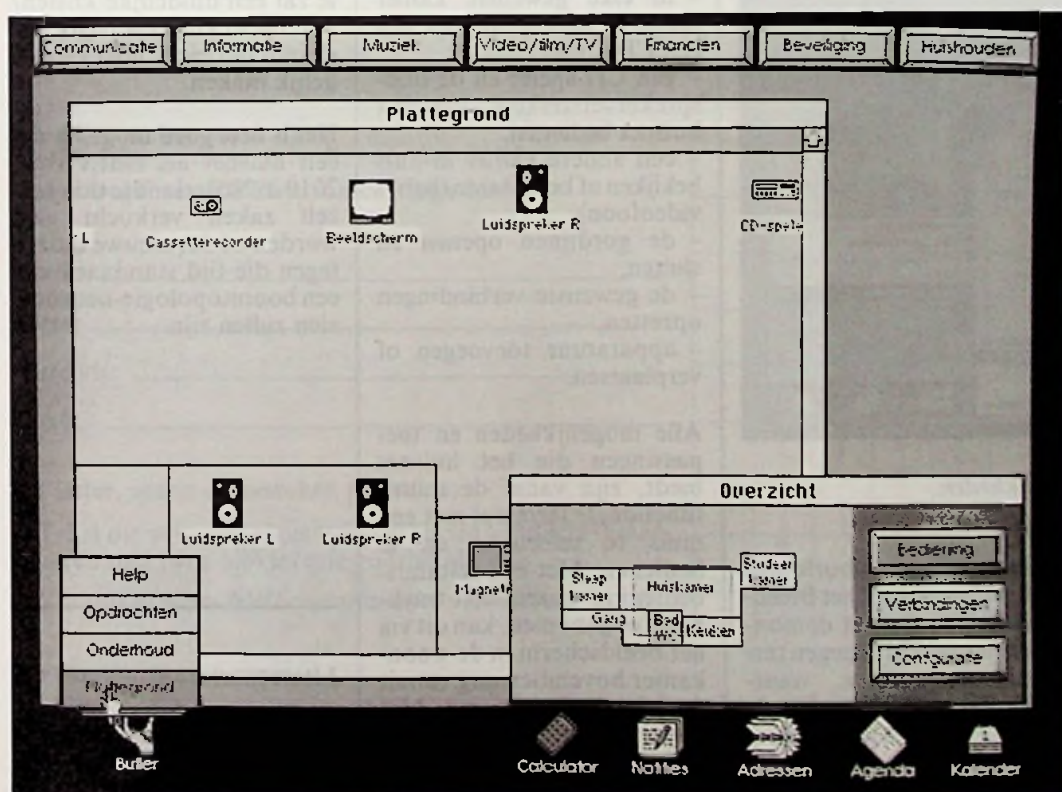 Communicatie Informatie Muziek Video/film/TV Financien Beveiliging Huishouden
Plattegrond
Cassetterecorder Beeldscherm Luidspreker R CD-spele
Luidspreker L Luidspreker R Magnetr
Help
Opdrachten
Onderhoud
Plattegrond
Butler
Overzicht
Slaap
kamer
Huiskamer
Studeer
kamer
Gang
Bad
WC
Keuken
Bediening
Verbindingen
Configuratie
Calculator Notities Adressen Agenda Kalender